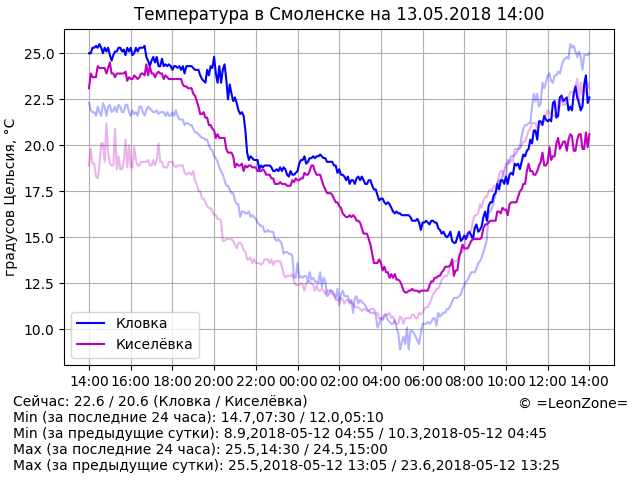 Температура в Смоленске на 13.05.2018 14:00
градусов Цельсия, °C
25.0
22.5
20.0
17.5
15.0
12.5
10.0
Кловка
Киселёвка
14:00 16:00 18:00 20:00 22:00 00:00 02:00 04:00 06:00 08:00 10:00 12:00 14:00
Сейчас: 22.6 / 20.6 (Кловка / Киселёвка)
© =LeonZone=
Min (за последние 24 часа): 14.7,07:30 / 12.0,05:10
Min (за предыдущие сутки): 8.9,2018-05-12 04:55 / 10.3,2018-05-12 04:45
Max (за последние 24 часа): 25.5,14:30 / 24.5,15:00
Max (за предыдущие сутки): 25.5,2018-05-12 13:05 / 23.6,2018-05-12 13:25